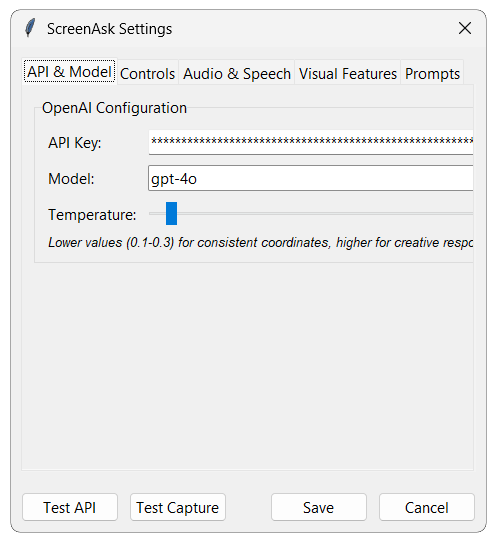 ScreenAsk Settings
API & Model Controls Audio & Speech Visual Features Prompts
OpenAI Configuration
API Key: ******************************************************
Model: gpt-4o
Temperature:
Lower values (0.1-0.3) for consistent coordinates, higher for creative respo
Test API Test Capture Save Cancel